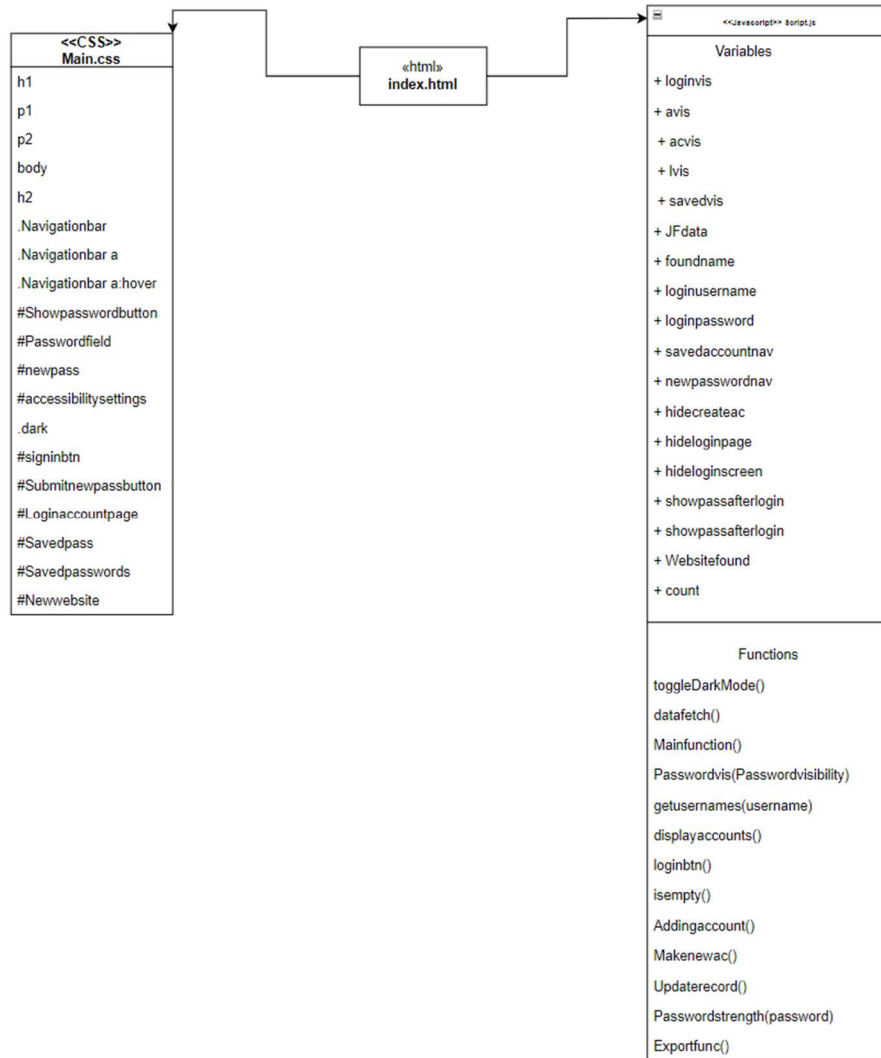 <<CSS>>
Main.css
h1
p1
p2
body
h2
.Navigationbar
.Navigationbar a
.Navigationbar a:hover
#Showpasswordbutton
#Passwordfield
#newpass
#accessibilitysettings
.dark
#signinbtn
#Submitnewpassbutton
#Loginaccountpage
#Savedpass
#Savedpasswords
#Newwebsite
«html»
index.html
<<Javascript>> Script.js
Variables
+ loginvis
+ avis
+ acvis
+ lvis
+ savedvis
+ JFdata
+ foundname
+ loginusername
+ loginpassword
+ savedaccountnav
+ newpasswordnav
+ hidecreateac
+ hideloginpage
+ hideloginscreen
+ showpassafterlogin
+ showpassafterlogin
+ Websitefound
+ count
Functions
toggleDarkMode()
datafetch()
Mainfunction()
Passwordvis(Passwordvisibility)
getusernames(username)
displayaccounts()
loginbtn()
isempty()
Addingaccount()
Makenewac()
Updaterecord()
Passwordstrength(password)
Exportfunc()